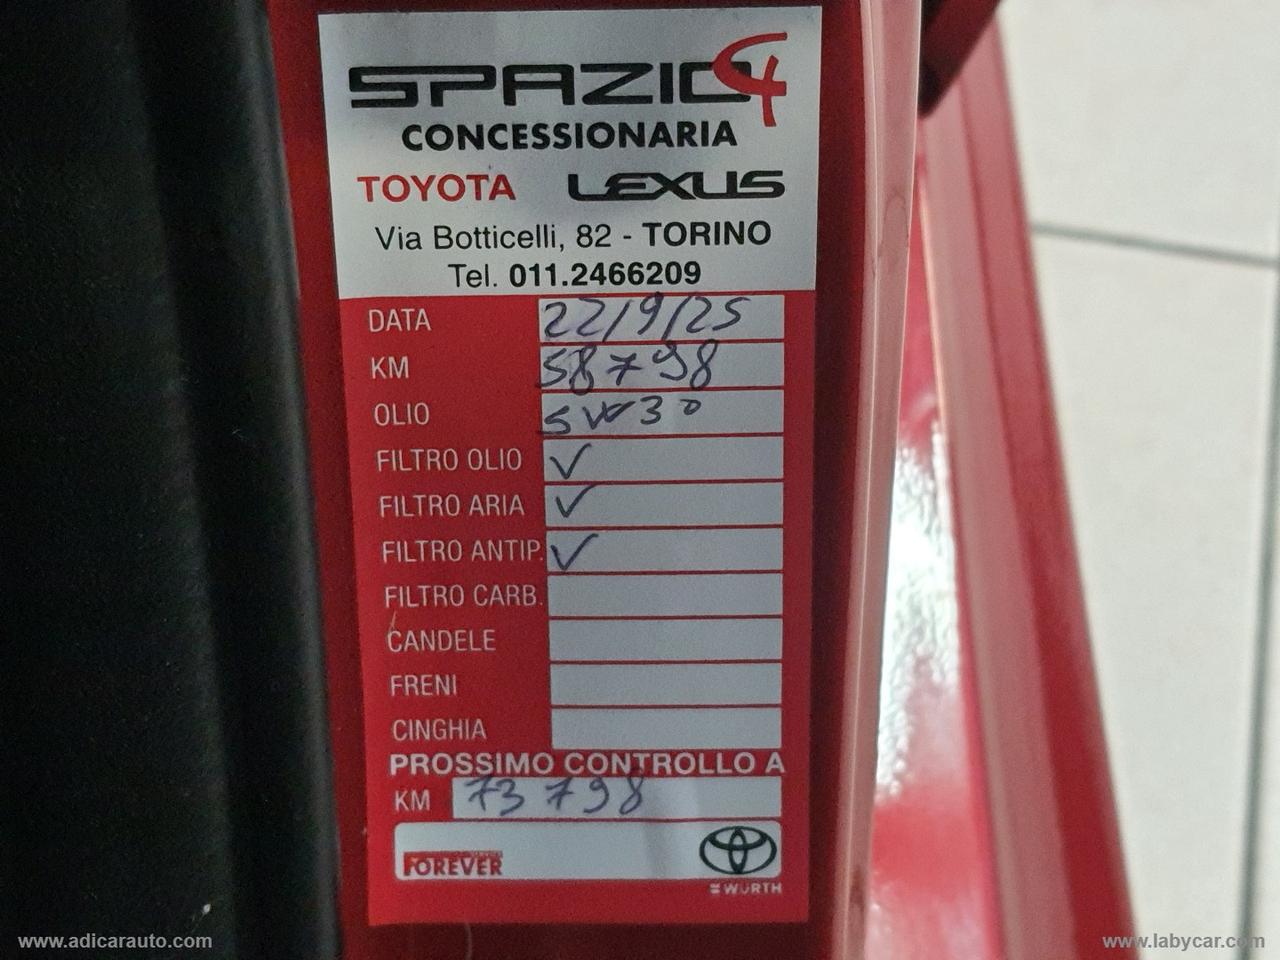 SPAZIO4
CONCESSIONARIA
TOYOTA LEXUS
Via Botticelli, 82 - TORINO
Tel. 011.2466209
DATA 22/9/25
KM 58798
OLIO 5W30
FILTRO OLIO ✓
FILTRO ARIA ✓
FILTRO ANTIP. ✓
FILTRO CARB.
CANDELE
FRENI
CINGHIA
PROSSIMO CONTROLLO A
KM 73798
FOREVER
WÜRTH
www.adicarauto.com
www.labycar.com